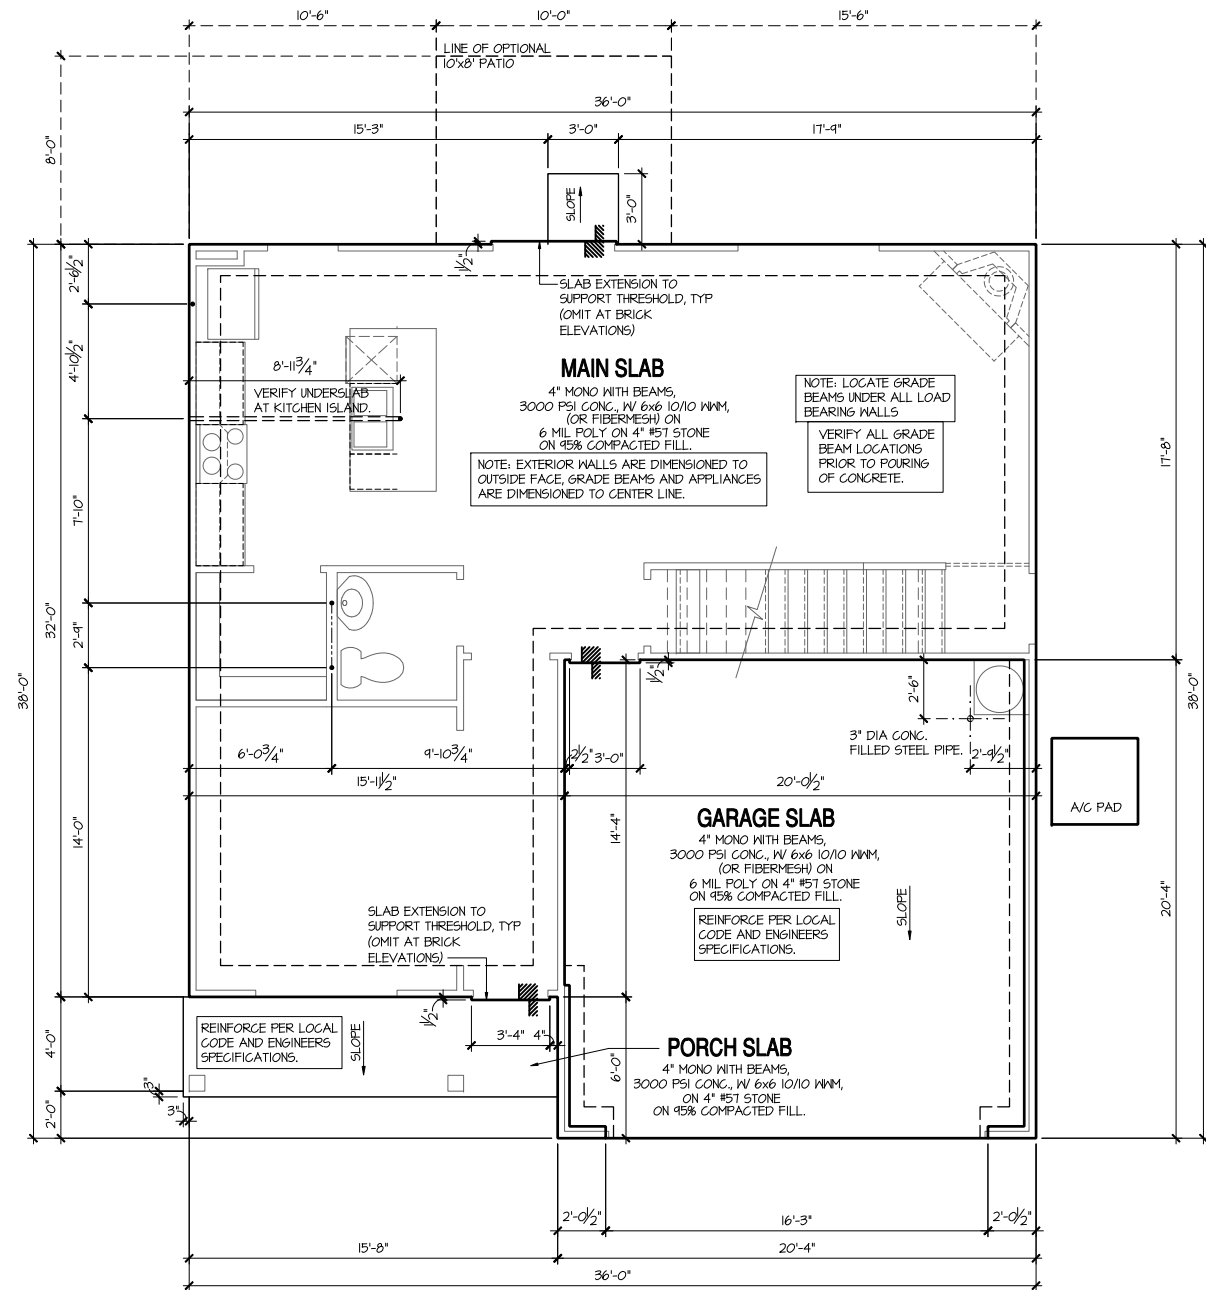 10'-6"
10'-0"
15'-6"
LINE OF OPTIONAL
10'x8' PATIO
36'-0"
15'-3"
3'-0"
17'-9"
8'-0"
SLOPE
3'-0"
1/2"
2'-6 1/2"
SLAB EXTENSION TO
SUPPORT THRESHOLD, TYP
(OMIT AT BRICK
ELEVATIONS)
4'-10 1/2"
8'-11 3/4"
VERIFY UNDERSLAB
AT KITCHEN ISLAND.
MAIN SLAB
4" MONO WITH BEAMS,
3000 PSI CONC., W/ 6x6 10/10 WWM,
(OR FIBERMESH) ON
6 MIL POLY ON 4" #57 STONE
ON 95% COMPACTED FILL.
NOTE: EXTERIOR WALLS ARE DIMENSIONED TO
OUTSIDE FACE, GRADE BEAMS AND APPLIANCES
ARE DIMENSIONED TO CENTER LINE.
NOTE: LOCATE GRADE
BEAMS UNDER ALL LOAD
BEARING WALLS
VERIFY ALL GRADE
BEAM LOCATIONS
PRIOR TO POURING
OF CONCRETE.
17'-8"
7'-10"
32'-0"
2'-9"
38'-0"
38'-0"
1/2"
2'-6"
3" DIA CONC.
FILLED STEEL PIPE.
2'-9 1/2"
6'-0 3/4"
9'-10 3/4"
2 1/2"
3'-0"
15'-11 1/2"
20'-0 1/2"
A/C PAD
14'-0"
14'-4"
GARAGE SLAB
4" MONO WITH BEAMS,
3000 PSI CONC., W/ 6x6 10/10 WWM,
(OR FIBERMESH) ON
6 MIL POLY ON 4" #57 STONE
ON 95% COMPACTED FILL.
REINFORCE PER LOCAL
CODE AND ENGINEERS
SPECIFICATIONS.
SLOPE
20'-4"
SLAB EXTENSION TO
SUPPORT THRESHOLD, TYP
(OMIT AT BRICK
ELEVATIONS)
1/2"
REINFORCE PER LOCAL
CODE AND ENGINEERS
SPECIFICATIONS.
SLOPE
3'-4"
4"
4'-0"
6'-0"
PORCH SLAB
4" MONO WITH BEAMS,
3000 PSI CONC., W/ 6x6 10/10 WWM,
ON 4" #57 STONE
ON 95% COMPACTED FILL.
3"
3"
2'-0"
2'-0 1/2"
16'-3"
2'-0 1/2"
15'-8"
20'-4"
36'-0"